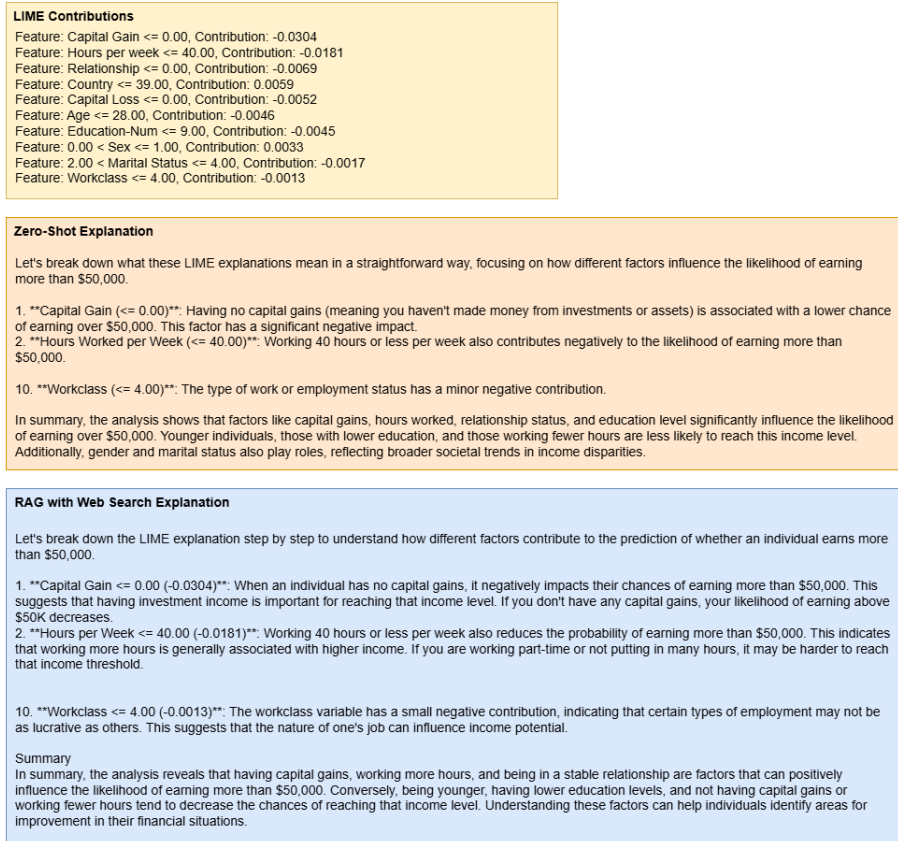 LIME Contributions
Feature: Capital Gain <= 0.00, Contribution: -0.0304
Feature: Hours per week <= 40.00, Contribution: -0.0181
Feature: Relationship <= 0.00, Contribution: -0.0069
Feature: Country <= 39.00, Contribution: 0.0059
Feature: Capital Loss <= 0.00, Contribution: -0.0052
Feature: Age <= 28.00, Contribution: -0.0046
Feature: Education-Num <= 9.00, Contribution: -0.0045
Feature: 0.00 < Sex <= 1.00, Contribution: 0.0033
Feature: 2.00 < Marital Status <= 4.00, Contribution: -0.0017
Feature: Workclass <= 4.00, Contribution: -0.0013
Zero-Shot Explanation
Let's break down what these LIME explanations mean in a straightforward way, focusing on how different factors influence the likelihood of earning
more than $50,000.
1. **Capital Gain (<= 0.00)**: Having no capital gains (meaning you haven't made money from investments or assets) is associated with a lower chance
of earning over $50,000. This factor has a significant negative impact.
2. **Hours Worked per Week (<= 40.00)**: Working 40 hours or less per week also contributes negatively to the likelihood of earning more than
$50,000.
10. **Workclass (<= 4.00)**: The type of work or employment status has a minor negative contribution.
In summary, the analysis shows that factors like capital gains, hours worked, relationship status, and education level significantly influence the likelihood
of earning over $50,000. Younger individuals, those with lower education, and those working fewer hours are less likely to reach this income level.
Additionally, gender and marital status also play roles, reflecting broader societal trends in income disparities.
RAG with Web Search Explanation
Let's break down the LIME explanation step by step to understand how different factors contribute to the prediction of whether an individual earns more
than $50,000.
1. **Capital Gain <= 0.00 (-0.0304)**: When an individual has no capital gains, it negatively impacts their chances of earning more than $50,000. This
suggests that having investment income is important for reaching that income level. If you don't have any capital gains, your likelihood of earning above
$50K decreases.
2. **Hours per Week <= 40.00 (-0.0181)**: Working 40 hours or less per week also reduces the probability of earning more than $50,000. This indicates
that working more hours is generally associated with higher income. If you are working part-time or not putting in many hours, it may be harder to reach
that income threshold.
10. **Workclass <= 4.00 (-0.0013)**: The workclass variable has a small negative contribution, indicating that certain types of employment may not be
as lucrative as others. This suggests that the nature of one's job can influence income potential.
Summary
In summary, the analysis reveals that having capital gains, working more hours, and being in a stable relationship are factors that can positively
influence the likelihood of earning more than $50,000. Conversely, being younger, having lower education levels, and not having capital gains or
working fewer hours tend to decrease the chances of reaching that income level. Understanding these factors can help individuals identify areas for
improvement in their financial situations.